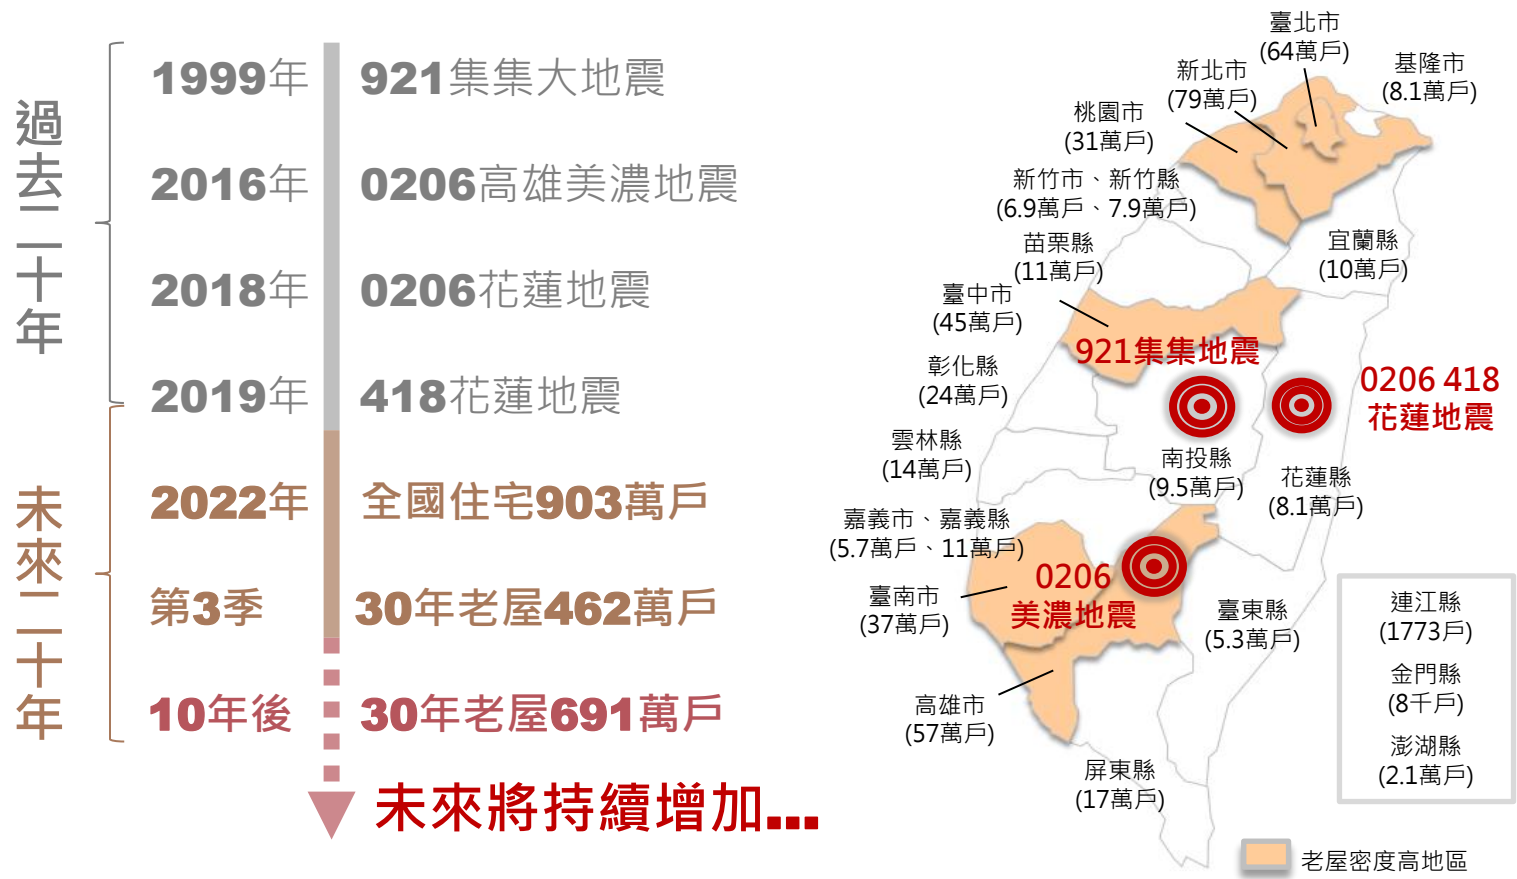 過去二十年
1999年 921集集大地震
2016年 0206高雄美濃地震
2018年 0206花蓮地震
2019年 418花蓮地震
未來二十年
2022年 全國住宅903萬戶
第3季 30年老屋462萬戶
10年後 30年老屋691萬戶
未來將持續增加...
臺北市
(64萬戶)
新北市
(79萬戶)
基隆市
(8.1萬戶)
桃園市
(31萬戶)
新竹市、新竹縣
(6.9萬戶、7.9萬戶)
苗栗縣
(11萬戶)
宜蘭縣
(10萬戶)
臺中市
(45萬戶)
921集集地震
彰化縣
(24萬戶)
0206 418
花蓮地震
雲林縣
(14萬戶)
南投縣
(9.5萬戶)
花蓮縣
(8.1萬戶)
嘉義市、嘉義縣
(5.7萬戶、11萬戶)
0206
美濃地震
臺南市
(37萬戶)
臺東縣
(5.3萬戶)
高雄市
(57萬戶)
屏東縣
(17萬戶)
連江縣
(1773戶)
金門縣
(8千戶)
澎湖縣
(2.1萬戶)
老屋密度高地區